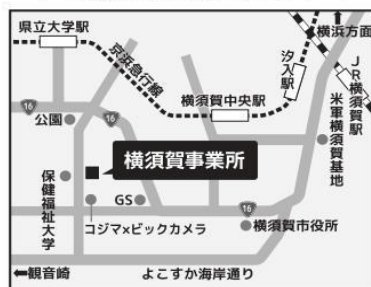 県立大学駅
京浜急行線
汐入駅
横浜方面
JR横須賀駅
横須賀中央駅
米軍横須賀基地
16
公園
16
16
横須賀事業所
保健福祉大学
GS
コジマ×ビックカメラ
16
横須賀市役所
←観音崎
よこすか海岸通り